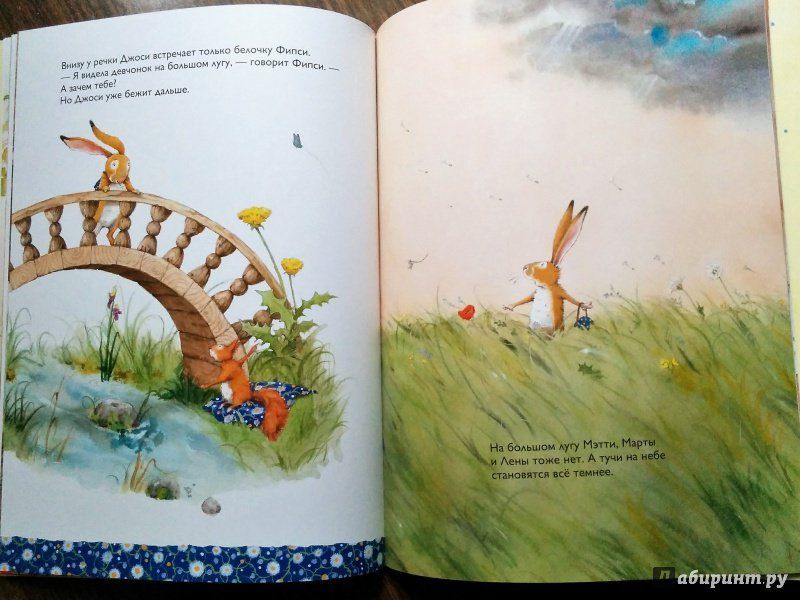 Внизу у речки Джоси встречает только белочку Фипси.
— Я видела девчонок на большом лугу, — говорит Фипси. —
А зачем тебе?
Но Джоси уже бежит дальше.
На большом лугу Мэтти, Марты
и Лены тоже нет. А тучи на небе
становятся всё темнее.
Лабиринт.ру